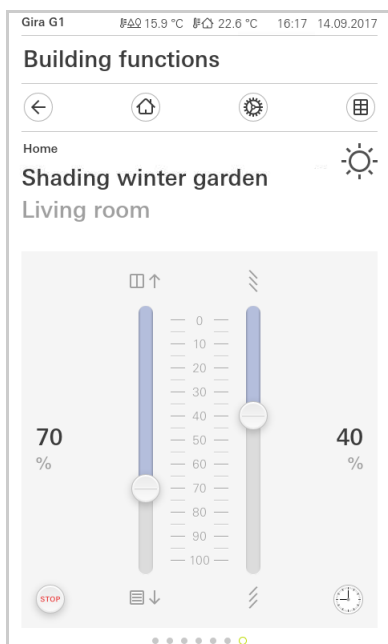 Gira G1 15.9 °C 22.6 °C 16:17 14.09.2017
Building functions
Home
Shading winter garden
Living room
0
10
20
30
40
50
60
70
80
90
100
70
%
40
%
STOP